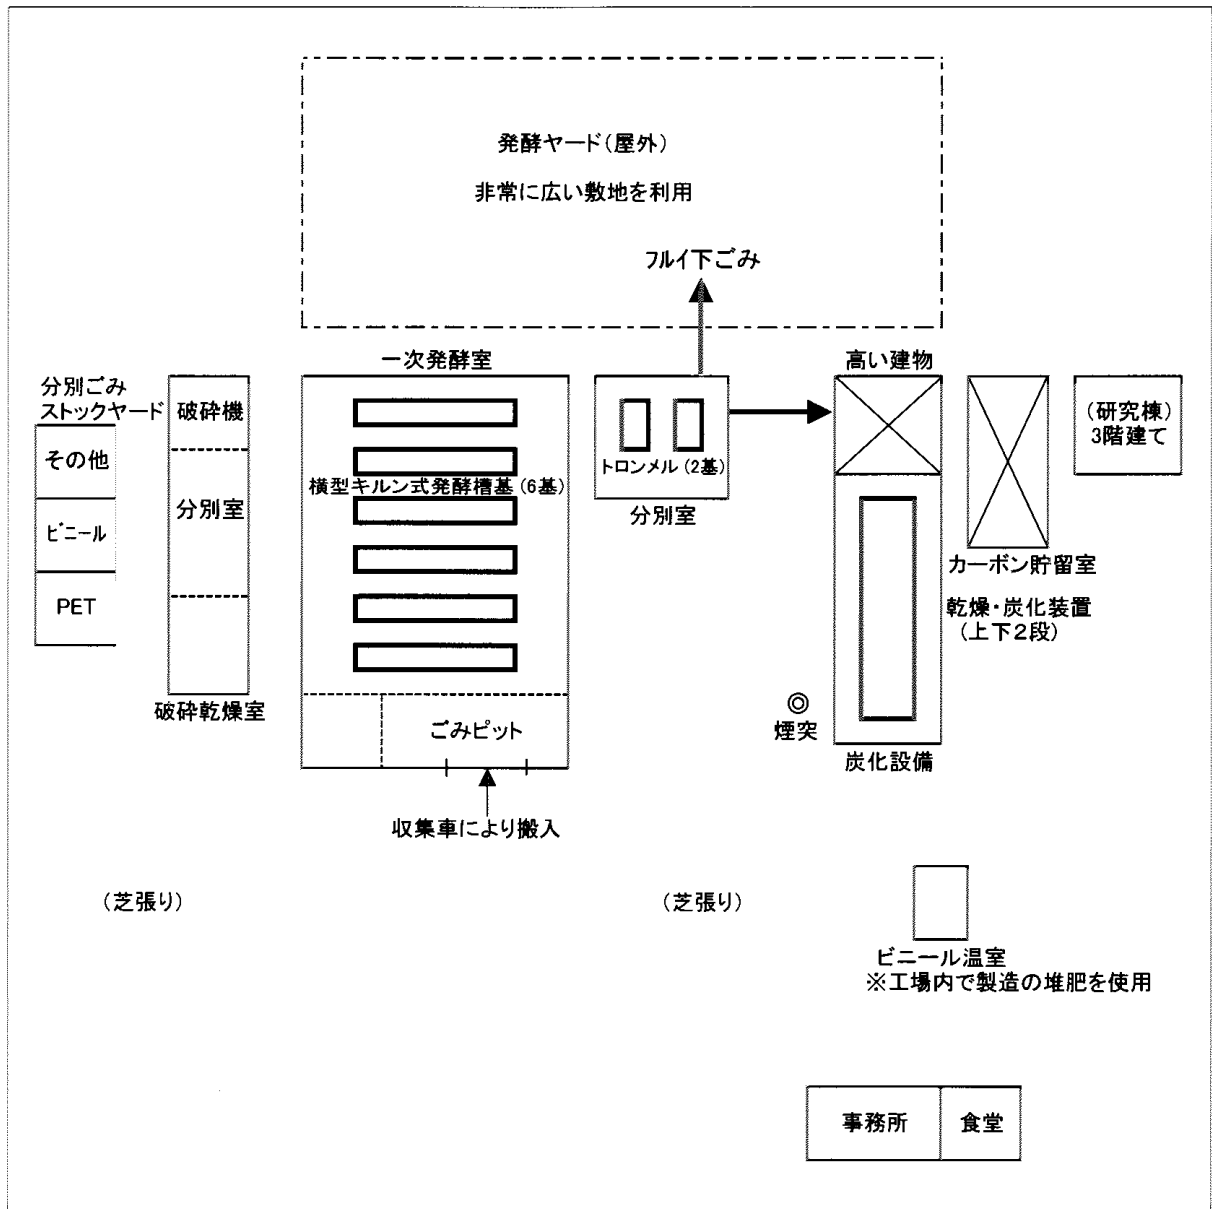 発酵ヤード(屋外)
非常に広い敷地を利用
フルイ下ごみ
一次発酵室
高い建物
分別ごみ
ストックヤード
破砕機
(研究棟)
3階建て
その他
トロンメル(2基)
横型キルン式発酵槽基(6基)
分別室
分別室
ビニール
カーボン貯留室
PET
乾燥・炭化装置
(上下2段)
破砕乾燥室
ごみピット
◎
煙突
炭化設備
収集車により搬入
(芝張り)
(芝張り)
ビニール温室
※工場内で製造の堆肥を使用
事務所
食堂